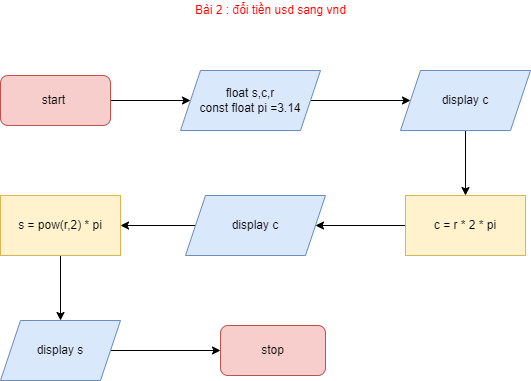 Bài 2 : đổi tiền usd sang vnd
start
float s,c,r
const float pi =3.14
display c
c = r * 2 * pi
display c
s = pow(r,2) * pi
display s
stop